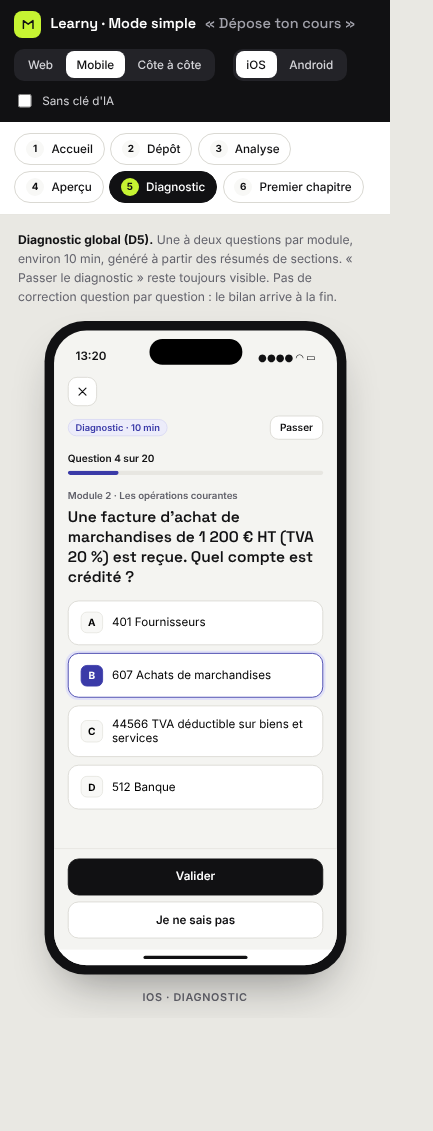 Learny · Mode simple « Dépose ton cours »
Web Mobile Côte à côte iOS Android
Sans clé d'IA
1 Accueil 2 Dépôt 3 Analyse
4 Aperçu 5 Diagnostic 6 Premier chapitre
Diagnostic global (D5). Une à deux questions par module,
environ 10 min, généré à partir des résumés de sections. «
Passer le diagnostic » reste toujours visible. Pas de
correction question par question : le bilan arrive à la fin.
13:20
Diagnostic · 10 min Passer
Question 4 sur 20
Module 2 · Les opérations courantes
Une facture d'achat de
marchandises de 1 200 € HT (TVA
20 %) est reçue. Quel compte est
crédité ?
A 401 Fournisseurs
B 607 Achats de marchandises
C 44566 TVA déductible sur biens et
services
D 512 Banque
Valider
Je ne sais pas
IOS · DIAGNOSTIC